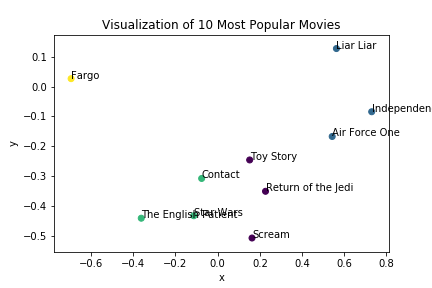 Visualization of 10 Most Popular Movies
Liar Liar
0.1
Fargo
0.0
Independen
−0.1
Air Force One
y
−0.2
Toy Story
−0.3
Contact
Return of the Jedi
−0.4
The English Patient
Star Wars
−0.5
Scream
−0.6 −0.4 −0.2 0.0 0.2 0.4 0.6 0.8
x